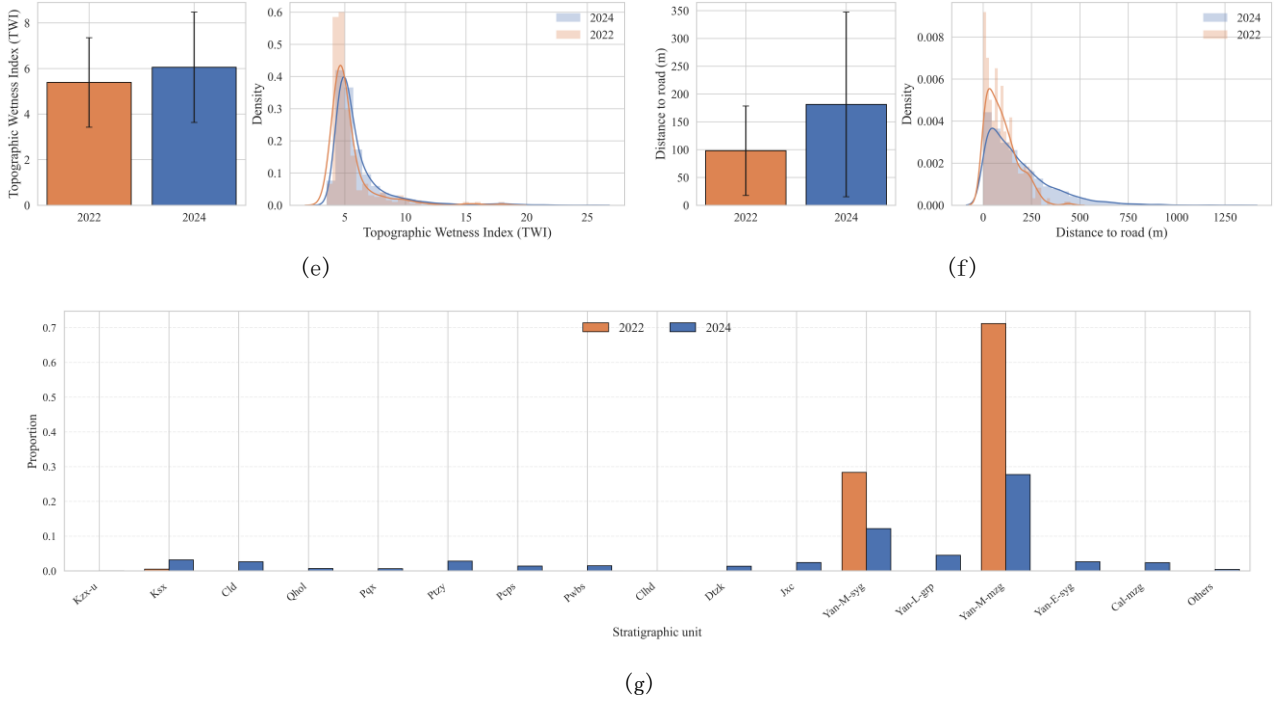 Topographic Wetness Index (TWI)
8
6
4
2
0
2022
2024
Density
0.6
0.5
0.4
0.3
0.2
0.1
0.0
2024
2022
5
10
15
20
25
Topographic Wetness Index (TWI)
(e)
Distance to road (m)
350
300
250
200
150
100
50
0
2022
2024
Density
0.008
0.006
0.004
0.002
0.000
2024
2022
0
250
500
750
1000
1250
Distance to road (m)
(f)
Proportion
0.7
0.6
0.5
0.4
0.3
0.2
0.1
0.0
2022
2024
Kzx-u
Ksx
Cld
Qhol
Pqx
Ptzy
Pcps
Pwbs
Clhd
Dtzk
Jxc
Yan-M-syg
Yan-L-grp
Yan-M-mzg
Yan-E-syg
Cal-mzg
Others
Stratigraphic unit
(g)